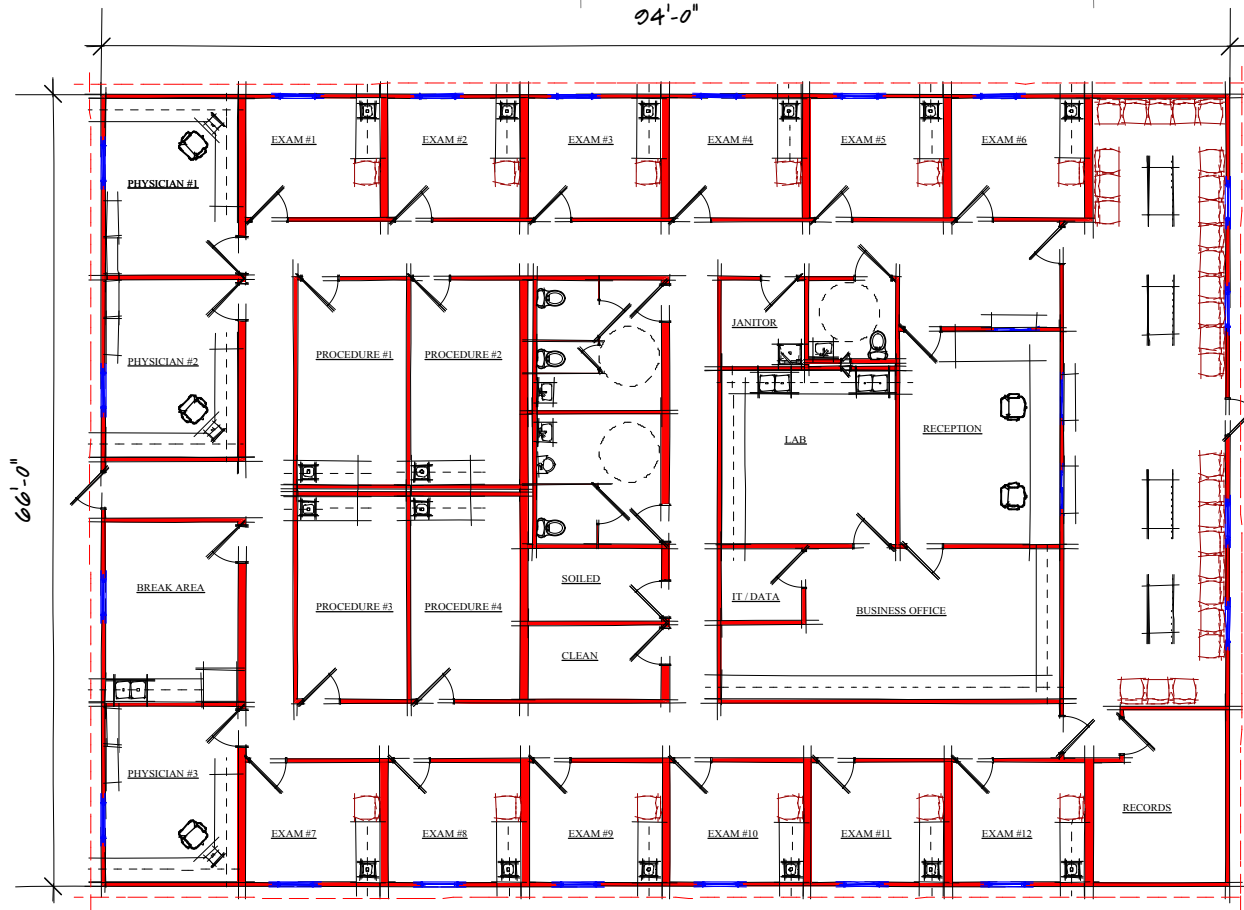 94'-0"
66'-0"
EXAM #1
EXAM #2
EXAM #3
EXAM #4
EXAM #5
EXAM #6
PHYSICIAN #1
PHYSICIAN #2
PROCEDURE #1
PROCEDURE #2
JANITOR
LAB
RECEPTION
BREAK AREA
PROCEDURE #3
PROCEDURE #4
SOILED
CLEAN
IT / DATA
BUSINESS OFFICE
PHYSICIAN #3
EXAM #7
EXAM #8
EXAM #9
EXAM #10
EXAM #11
EXAM #12
RECORDS